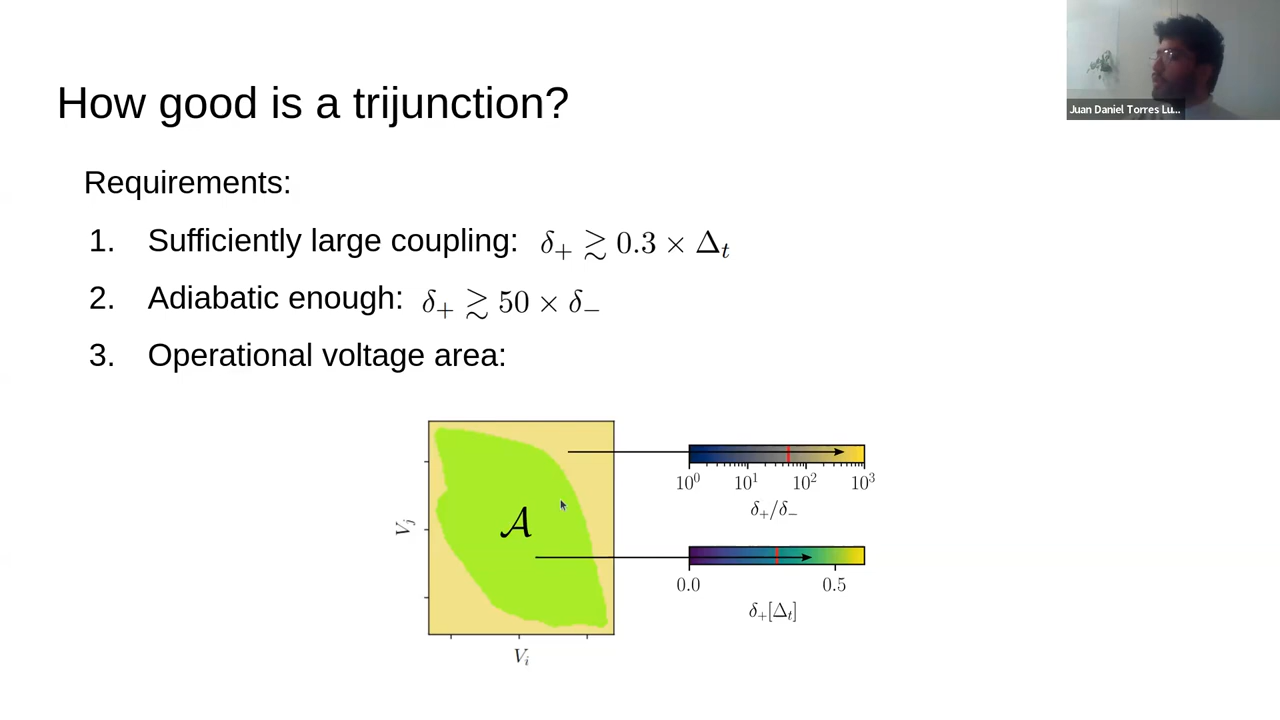 How good is a trijunction?
Juan Daniel Torres Lu...
Requirements:
1. Sufficiently large coupling: δ₊ ≳ 0.3 × Δₜ
2. Adiabatic enough: δ₊ ≳ 50 × δ₋
3. Operational voltage area:
𝒜
Vⱼ
Vᵢ
10⁰ 10¹ 10² 10³
δ₊/δ₋
0.0 0.5
δ₊[Δₜ]